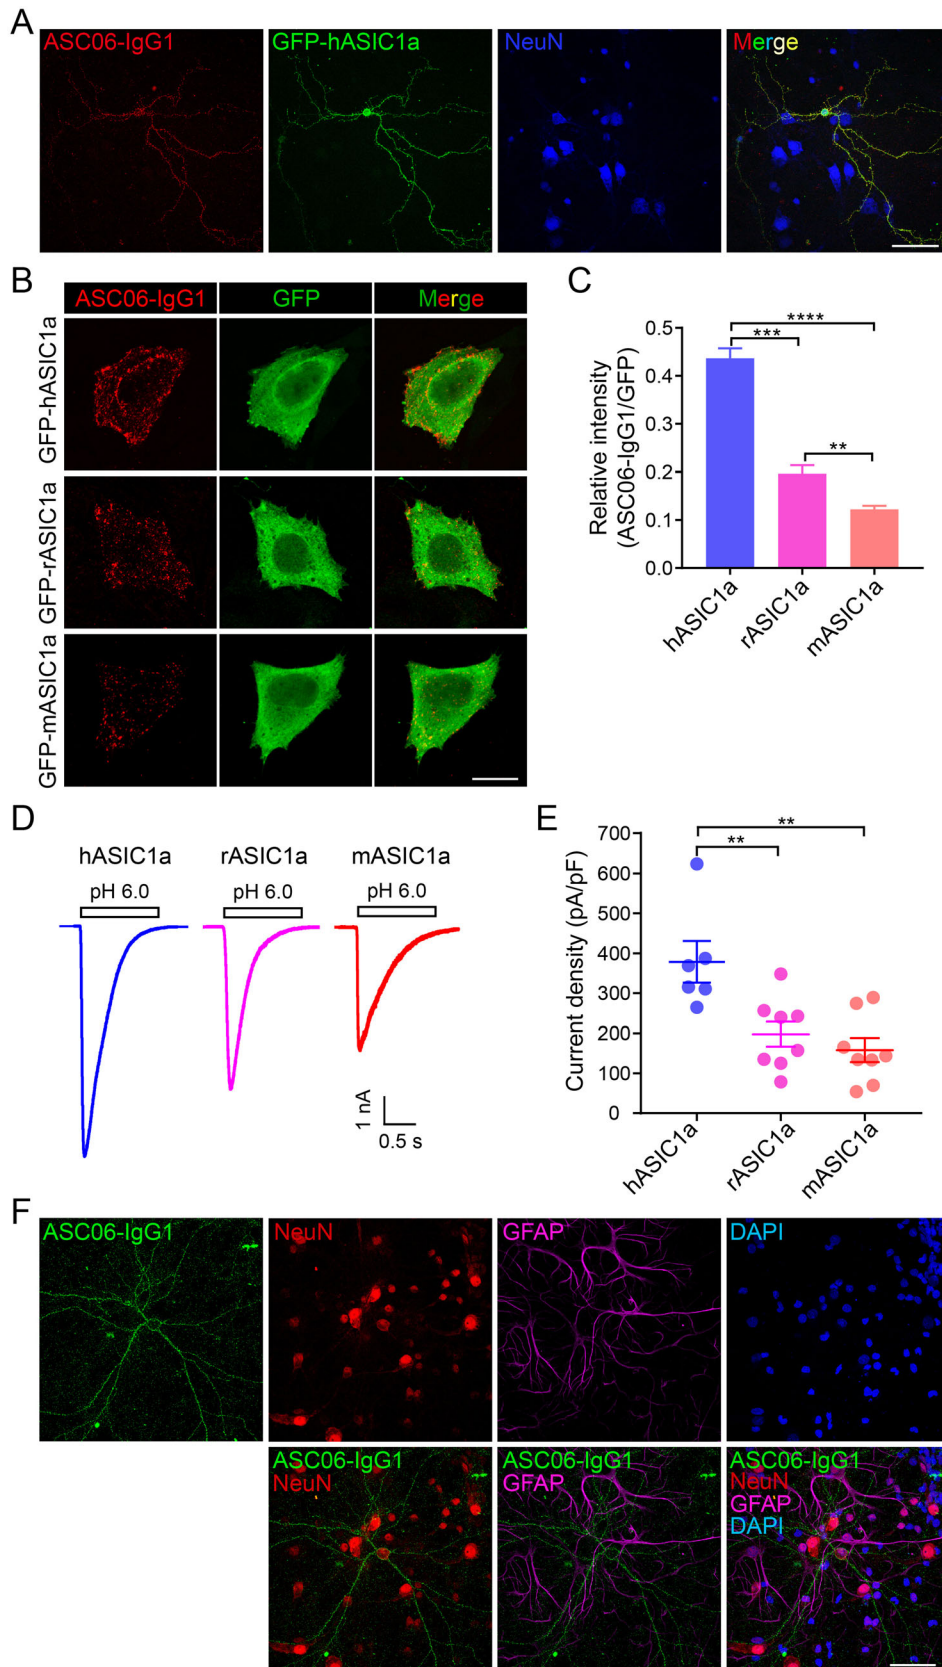 A
ASC06-IgG1
GFP-hASIC1a
NeuN
Merge
B
ASC06-IgG1
GFP
Merge
GFP-hASIC1a
GFP-rASIC1a
GFP-mASIC1a
C
****
***
**
Relative intensity
(ASC06-IgG1/GFP)
0.5
0.4
0.3
0.2
0.1
0.0
hASIC1a
rASIC1a
mASIC1a
D
hASIC1a
rASIC1a
mASIC1a
pH 6.0
pH 6.0
pH 6.0
1 nA
0.5 s
E
**
**
Current density (pA/pF)
700
600
500
400
300
200
100
0
hASIC1a
rASIC1a
mASIC1a
F
ASC06-IgG1
NeuN
GFAP
DAPI
ASC06-IgG1
NeuN
ASC06-IgG1
GFAP
ASC06-IgG1
NeuN
GFAP
DAPI